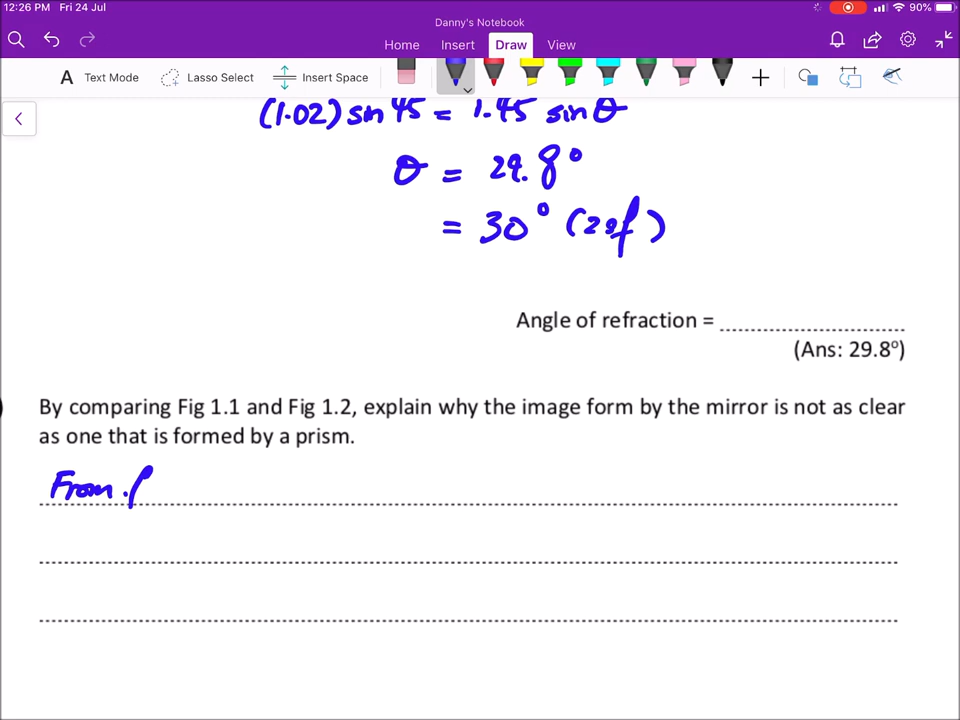 12:26 PM Fri 24 Jul
90%
Danny's Notebook
Home Insert Draw View
A Text Mode Lasso Select Insert Space
(1.02) sin 45 = 1.45 sin θ
θ = 29.8°
= 30° (2sf)
Angle of refraction = ................................
(Ans: 29.8°)
By comparing Fig 1.1 and Fig 1.2, explain why the image form by the mirror is not as clear
as one that is formed by a prism.
From